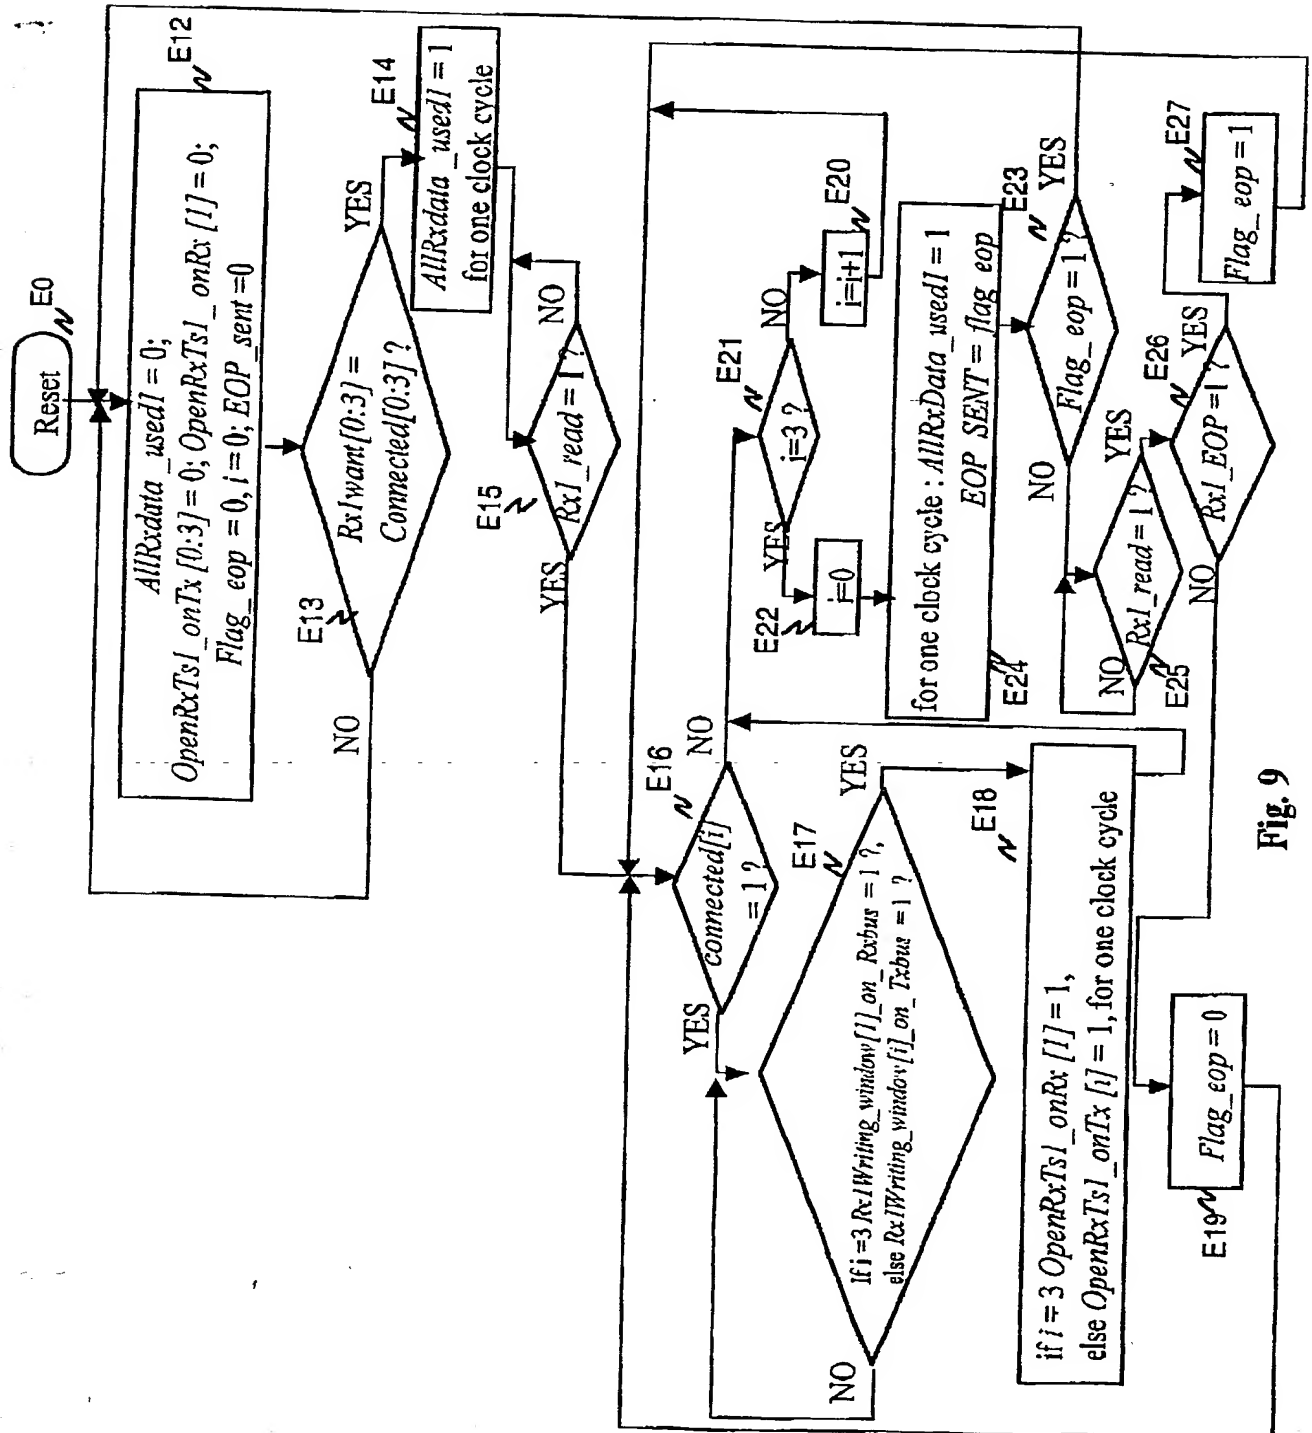 Reset
E0
E12
AllRxdata_used1 = 0;
OpenRxTs1_onTx [0:3] = 0; OpenRxTs1_onRx [1] = 0;
Flag_eop = 0, i = 0; EOP_sent =0
E13
Rx1want[0:3] =
Connected[0:3] ?
YES
NO
E14
AllRxdata_used1 = 1
for one clock cycle
E15
Rx1_read = 1 ?
NO
YES
E16
connected[i]
= 1 ?
NO
YES
E21
i=3 ?
NO
YES
E20
i=i+1
E22
i=0
E17
If i =3 Rx1Writing_window[1]_on_Rxbus = 1 ?,
else Rx1Writing_window[i]_on_Txbus = 1 ?
YES
NO
for one clock cycle : AllRxData_used1 = 1
EOP_SENT = flag_eop
E24
E18
if i = 3 OpenRxTs1_onRx [1] = 1,
else OpenRxTs1_onTx [i] = 1, for one clock cycle
E23
Flag_eop = 1 ?
YES
NO
Rx1_read = 1 ?
E25
NO
YES
E26
Rx1_EOP = 1 ?
YES
NO
E27
Flag_eop = 1
E19
Flag_eop = 0
Fig. 9